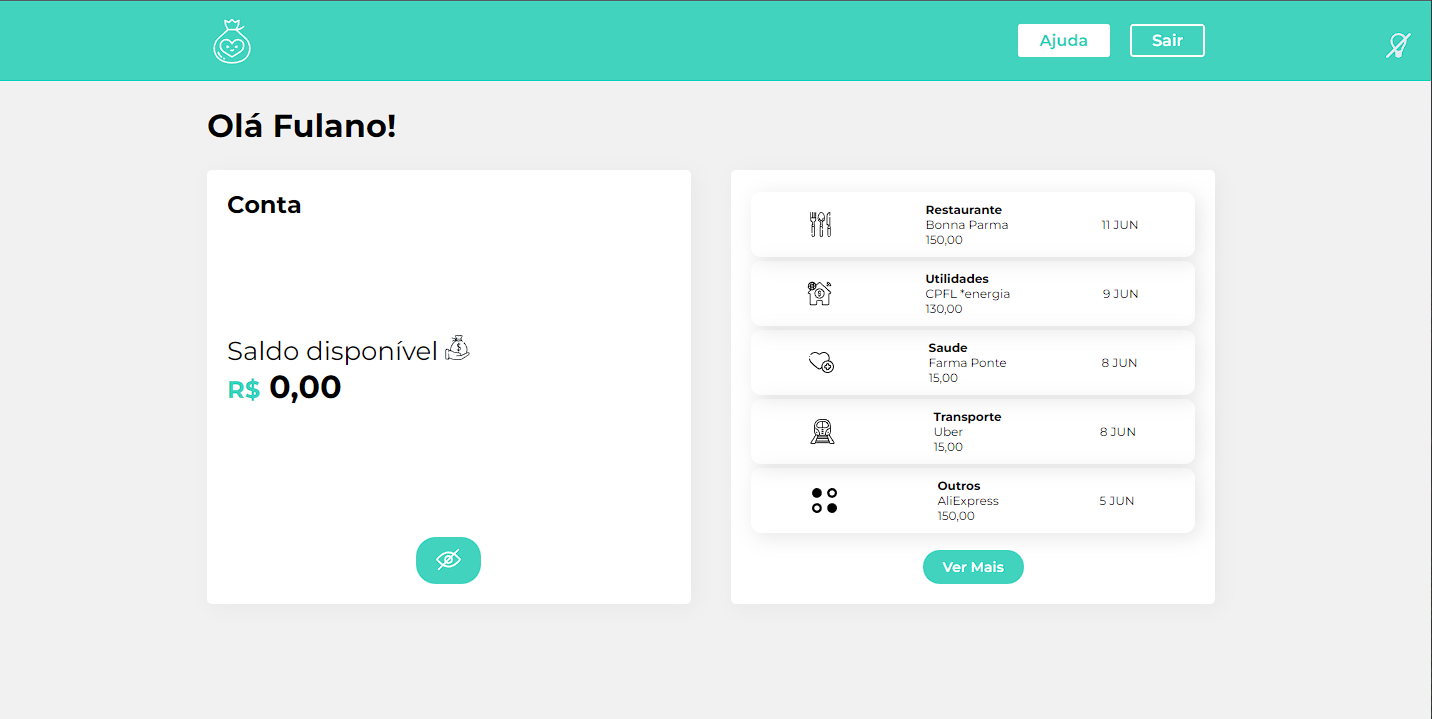 Ajuda
Sair
Olá Fulano!
Conta
Saldo disponível
R$ 0,00
Restaurante
Bonna Parma
150,00
11 JUN
Utilidades
CPFL *energia
130,00
9 JUN
Saude
Farma Ponte
15,00
8 JUN
Transporte
Uber
15,00
8 JUN
Outros
AliExpress
150,00
5 JUN
Ver Mais